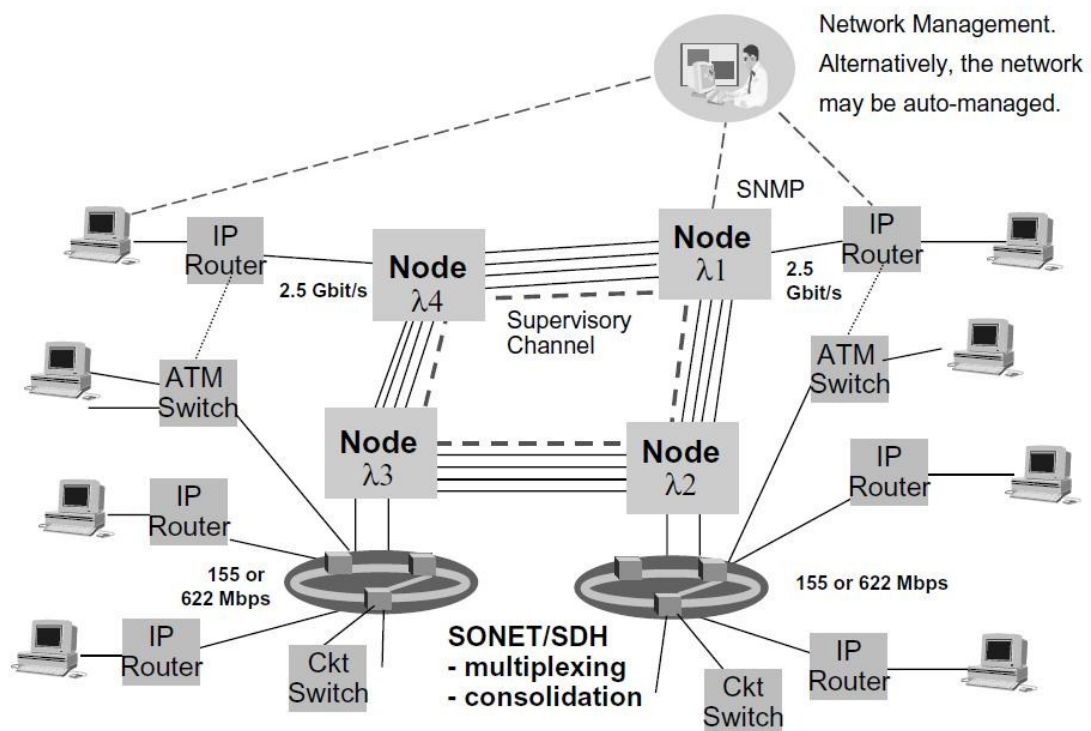 Network Management.
Alternatively, the network
may be auto-managed.
SNMP
IP
Router
2.5 Gbit/s
Node
λ4
Node
λ1
2.5
Gbit/s
IP
Router
Supervisory
Channel
ATM
Switch
ATM
Switch
Node
λ3
Node
λ2
IP
Router
IP
Router
155 or
622 Mbps
155 or 622 Mbps
IP
Router
Ckt
Switch
SONET/SDH
- multiplexing
- consolidation
Ckt
Switch
IP
Router